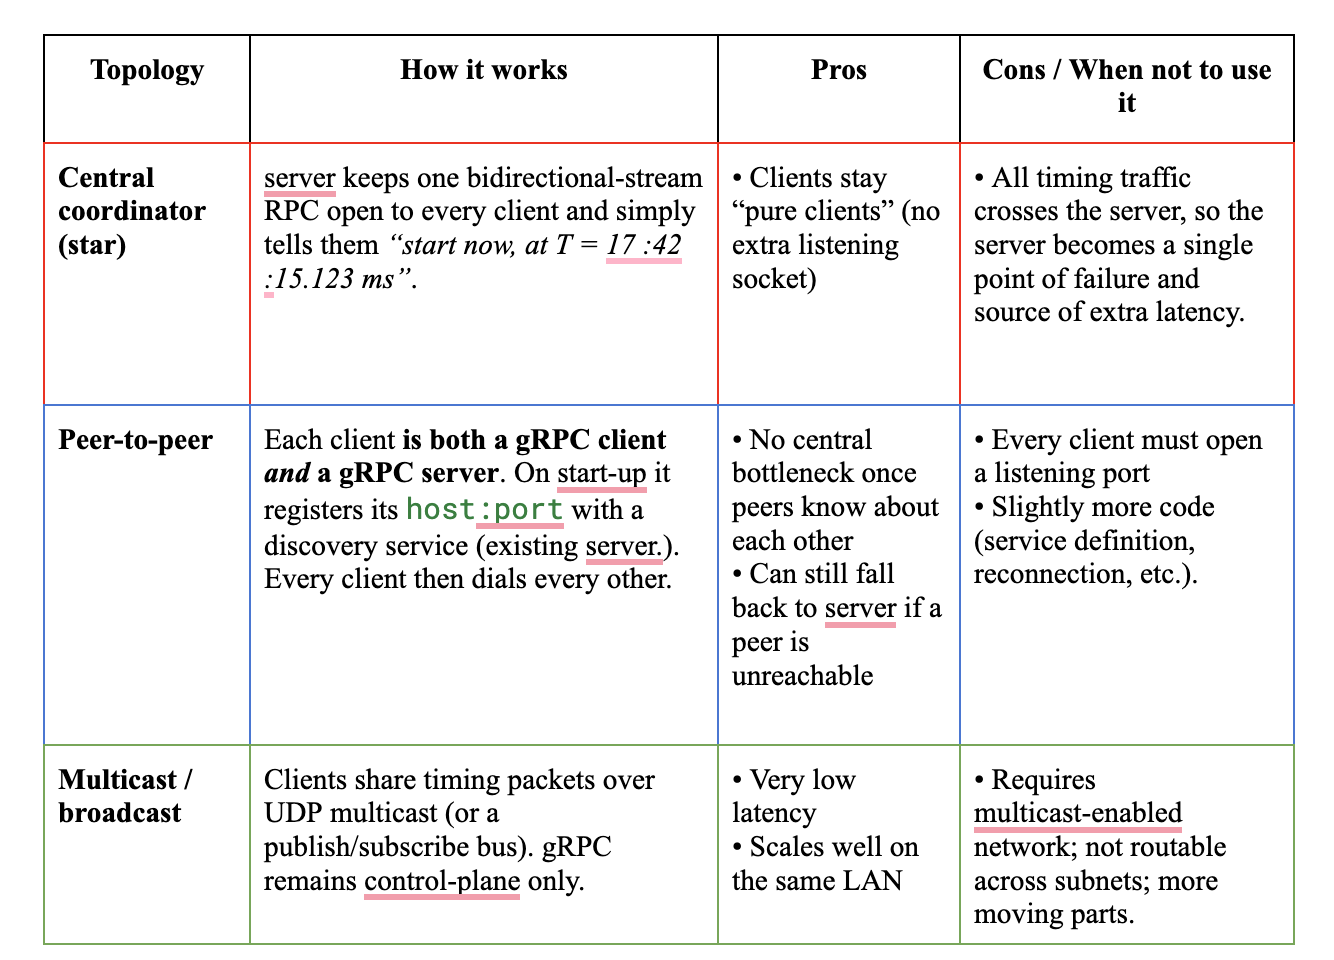 Topology
How it works
Pros
Cons / When not to use
it
Central
coordinator
(star)
server keeps one bidirectional-stream
RPC open to every client and simply
tells them “start now, at T = 17 :42
:15.123 ms”.
• Clients stay
“pure clients” (no
extra listening
socket)
• All timing traffic
crosses the server, so the
server becomes a single
point of failure and
source of extra latency.
Peer-to-peer
Each client is both a gRPC client
and a gRPC server. On start-up it
registers its host:port with a
discovery service (existing server.).
Every client then dials every other.
• No central
bottleneck once
peers know about
each other
• Can still fall
back to server if a
peer is
unreachable
• Every client must open
a listening port
• Slightly more code
(service definition,
reconnection, etc.).
Multicast /
broadcast
Clients share timing packets over
UDP multicast (or a
publish/subscribe bus). gRPC
remains control-plane only.
• Very low
latency
• Scales well on
the same LAN
• Requires
multicast-enabled
network; not routable
across subnets; more
moving parts.